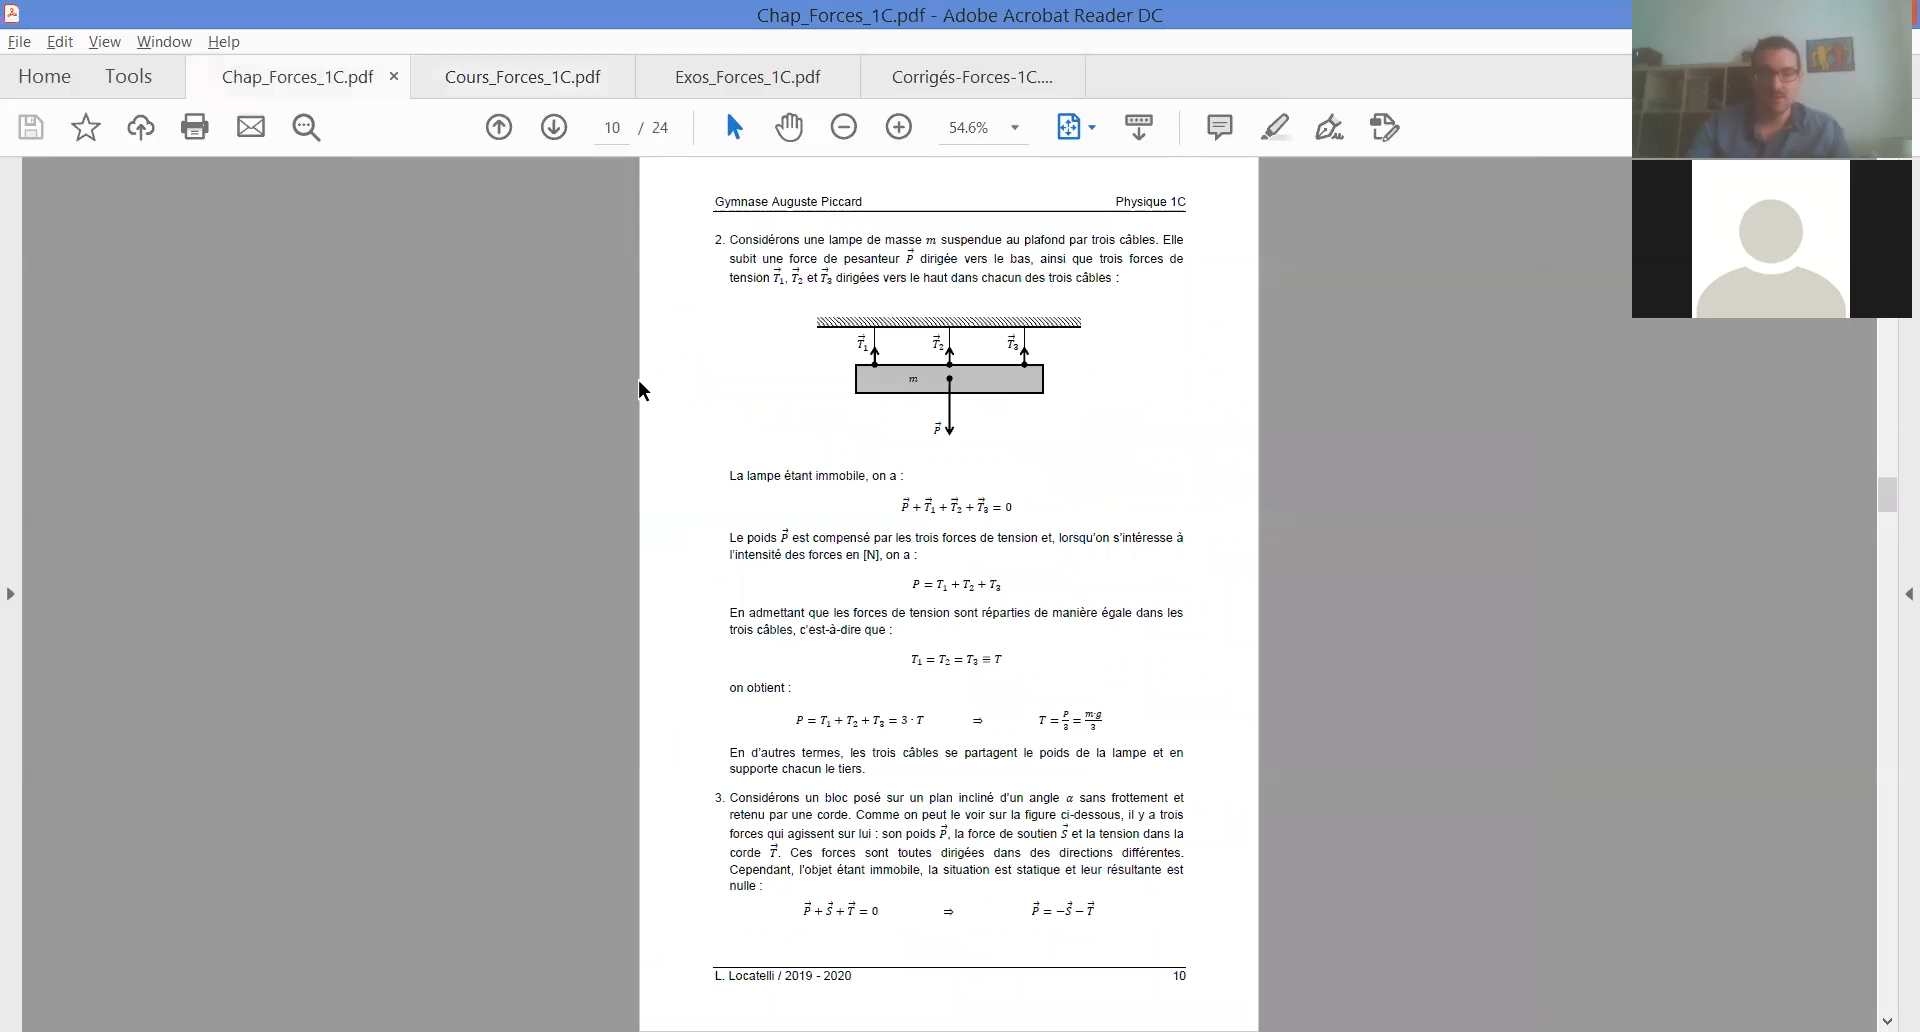 Chap_Forces_1C.pdf - Adobe Acrobat Reader DC
File Edit View Window Help
Home Tools Chap_Forces_1C.pdf × Cours_Forces_1C.pdf Exos_Forces_1C.pdf Corrigés-Forces-1C....
10 / 24 54.6%
Gymnase Auguste Piccard Physique 1C
2. Considérons une lampe de masse m suspendue au plafond par trois câbles. Elle
subit une force de pesanteur P⃗ dirigée vers le bas, ainsi que trois forces de
tension T⃗₁, T⃗₂ et T⃗₃ dirigées vers le haut dans chacun des trois câbles :
T⃗₁ T⃗₂ T⃗₃
m
P⃗
La lampe étant immobile, on a :
P⃗ + T⃗₁ + T⃗₂ + T⃗₃ = 0
Le poids P⃗ est compensé par les trois forces de tension et, lorsqu'on s'intéresse à
l'intensité des forces en [N], on a :
P = T₁ + T₂ + T₃
En admettant que les forces de tension sont réparties de manière égale dans les
trois câbles, c'est-à-dire que :
T₁ = T₂ = T₃ ≡ T
on obtient :
P = T₁ + T₂ + T₃ = 3 · T ⇒ T = P/3 = m·g/3
En d'autres termes, les trois câbles se partagent le poids de la lampe et en
supporte chacun le tiers.
3. Considérons un bloc posé sur un plan incliné d'un angle α sans frottement et
retenu par une corde. Comme on peut le voir sur la figure ci-dessous, il y a trois
forces qui agissent sur lui : son poids P⃗, la force de soutien S⃗ et la tension dans la
corde T⃗. Ces forces sont toutes dirigées dans des directions différentes.
Cependant, l'objet étant immobile, la situation est statique et leur résultante est
nulle :
P⃗ + S⃗ + T⃗ = 0 ⇒ P⃗ = −S⃗ − T⃗
L. Locatelli / 2019 - 2020 10